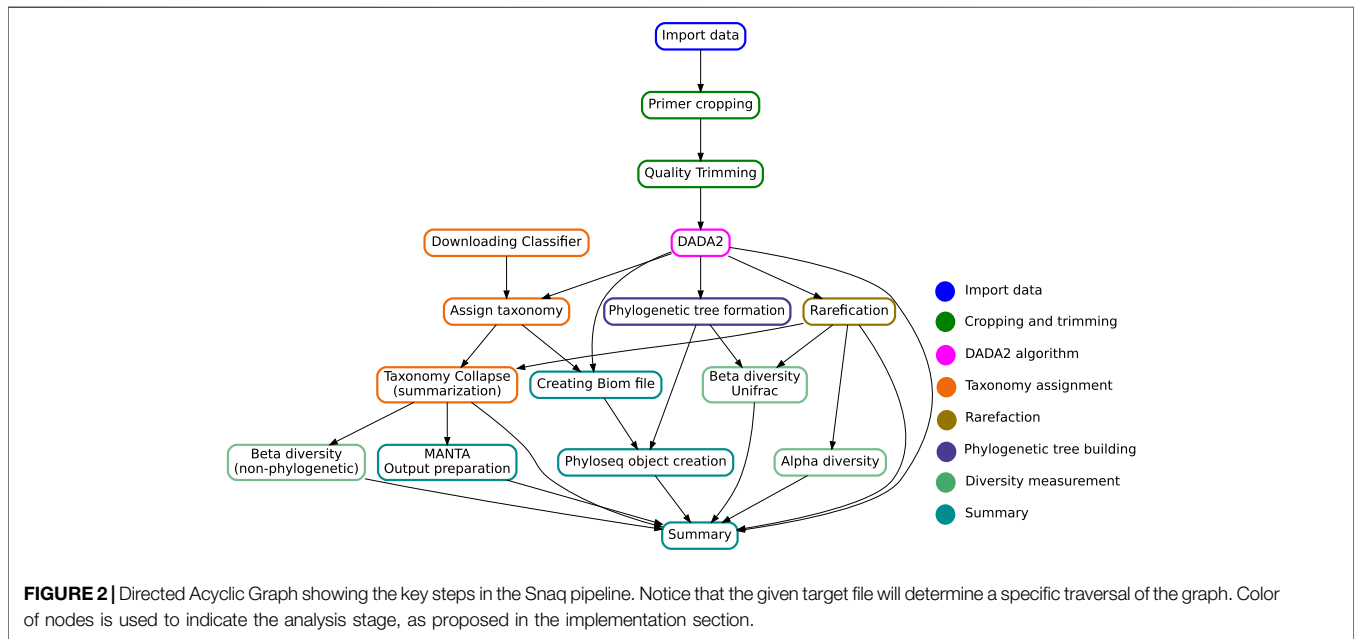 Import data
Primer cropping
Quality Trimming
Downloading Classifier
DADA2
Assign taxonomy
Phylogenetic tree formation
Rarefication
Taxonomy Collapse
(summarization)
Creating Biom file
Beta diversity
Unifrac
Beta diversity
(non-phylogenetic)
MANTA
Output preparation
Phyloseq object creation
Alpha diversity
Summary
Import data
Cropping and trimming
DADA2 algorithm
Taxonomy assignment
Rarefaction
Phylogenetic tree building
Diversity measurement
Summary
FIGURE 2 | Directed Acyclic Graph showing the key steps in the Snaq pipeline. Notice that the given target file will determine a specific traversal of the graph. Color
of nodes is used to indicate the analysis stage, as proposed in the implementation section.